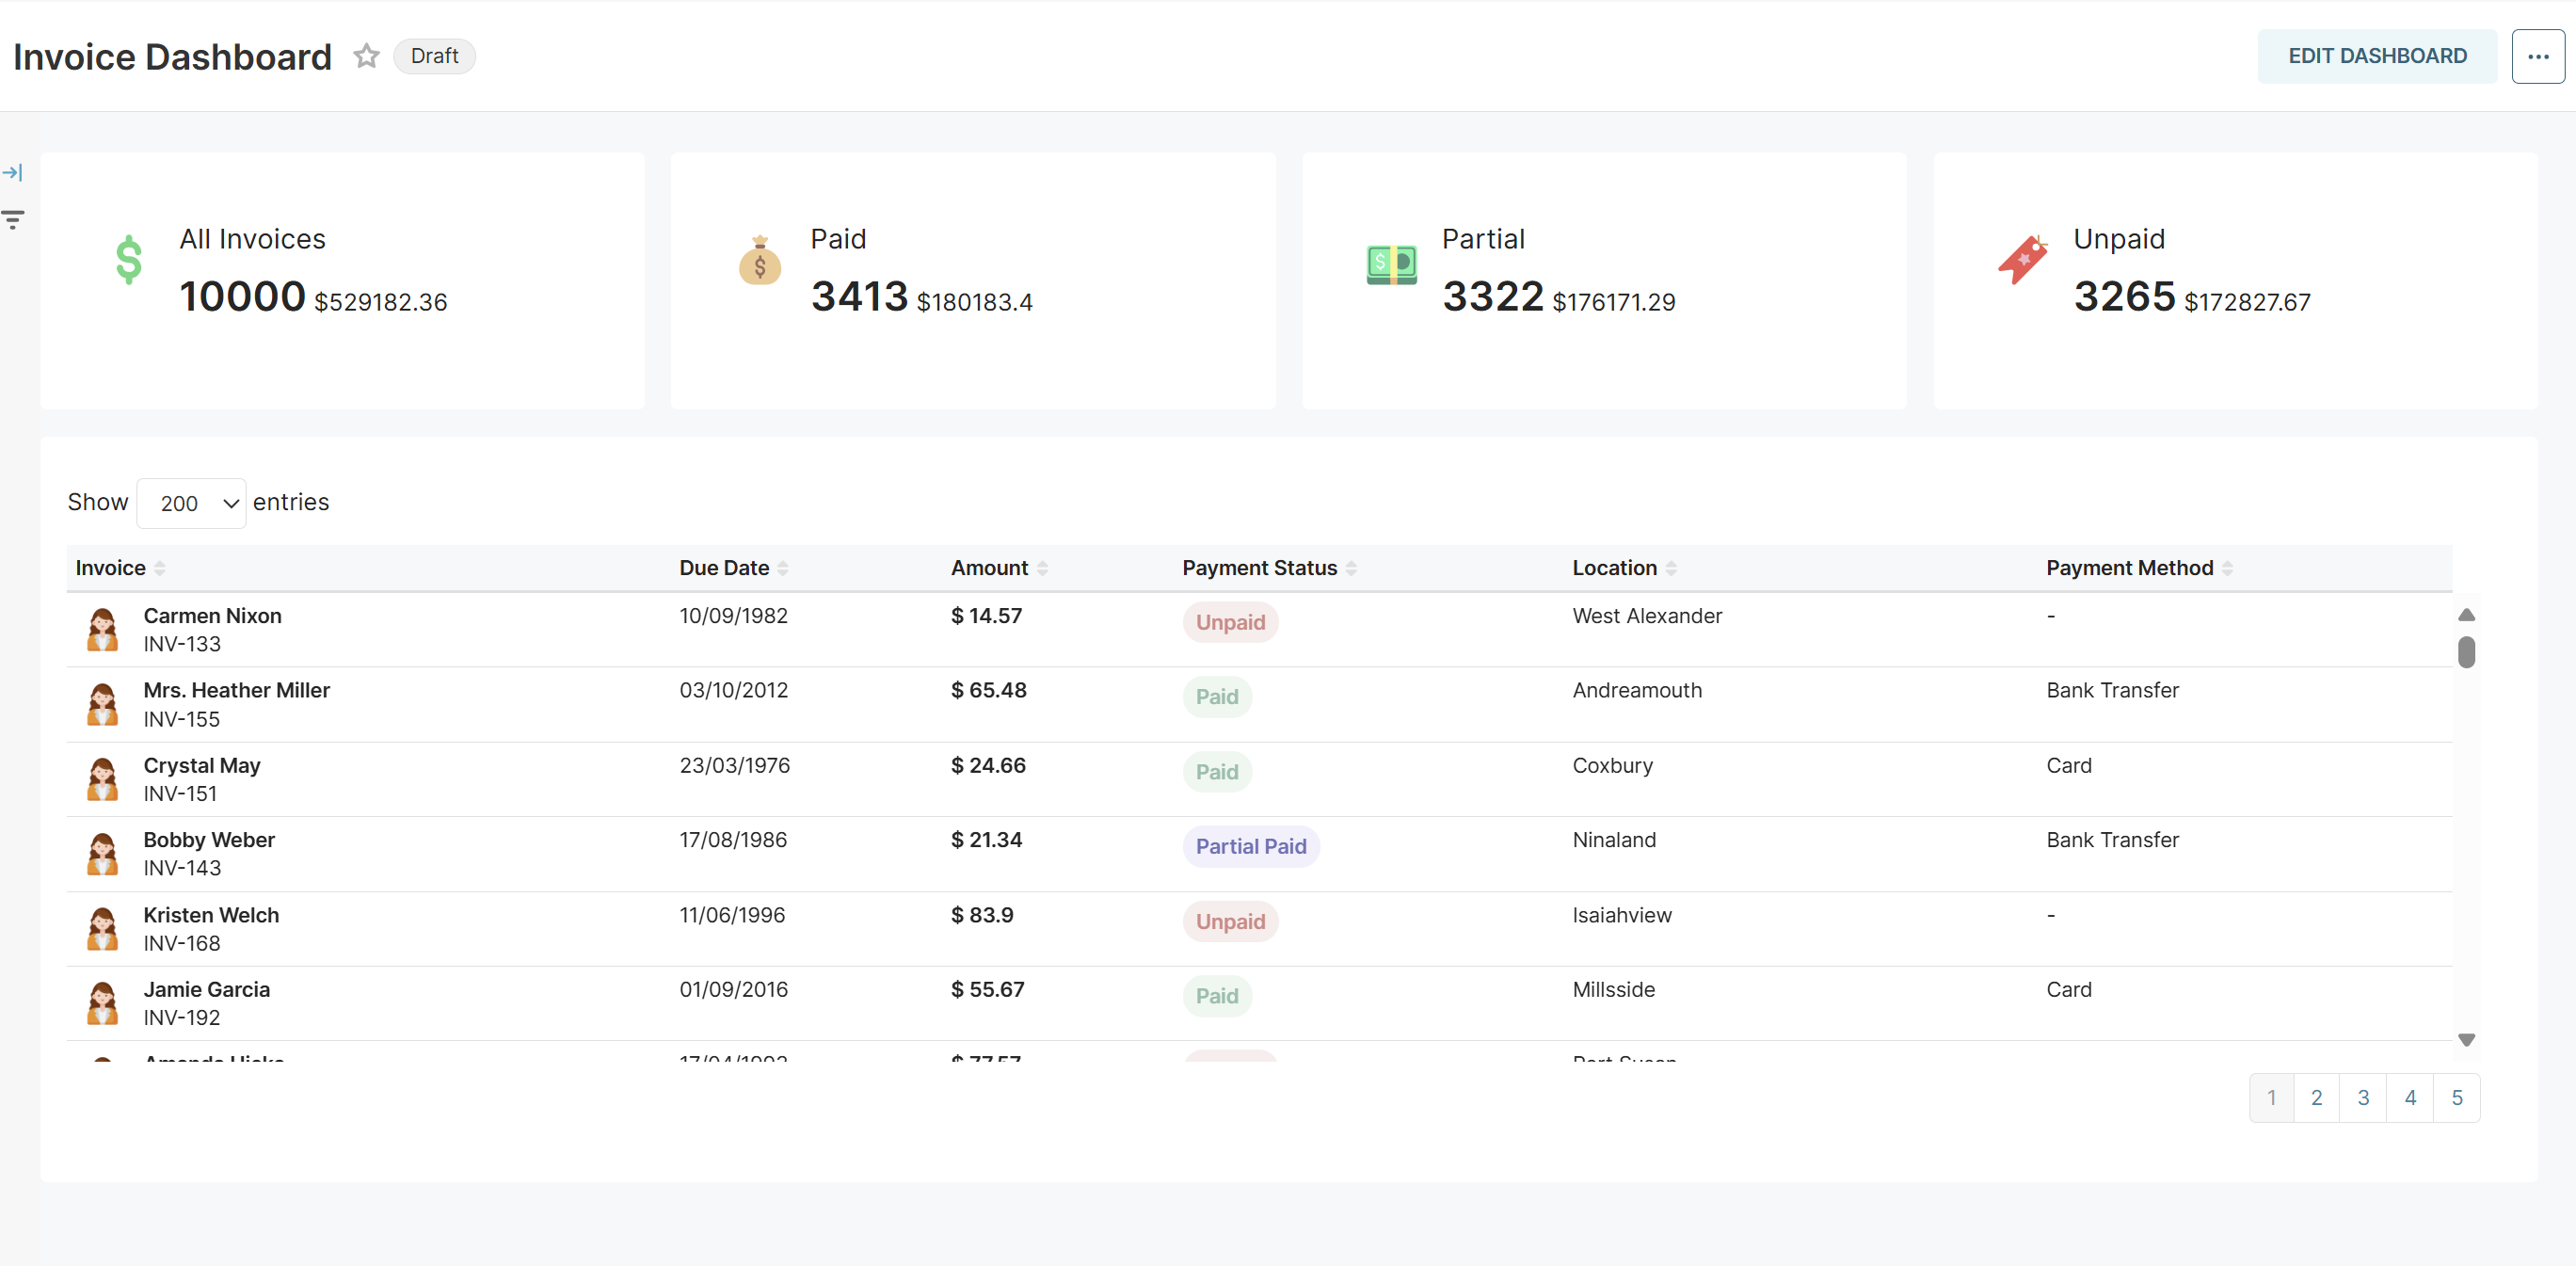 Invoice Dashboard Draft EDIT DASHBOARD
All Invoices
10000 $529182.36
Paid
3413 $180183.4
Partial
3322 $176171.29
Unpaid
3265 $172827.67
Show 200 entries
Invoice Due Date Amount Payment Status Location Payment Method
Carmen Nixon 10/09/1982 $ 14.57 Unpaid West Alexander -
INV-133
Mrs. Heather Miller 03/10/2012 $ 65.48 Paid Andreamouth Bank Transfer
INV-155
Crystal May 23/03/1976 $ 24.66 Paid Coxbury Card
INV-151
Bobby Weber 17/08/1986 $ 21.34 Partial Paid Ninaland Bank Transfer
INV-143
Kristen Welch 11/06/1996 $ 83.9 Unpaid Isaiahview -
INV-168
Jamie Garcia 01/09/2016 $ 55.67 Paid Millsside Card
INV-192
1 2 3 4 5